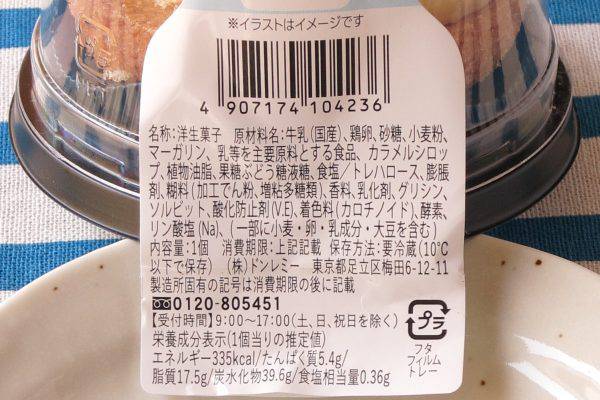 ※イラストはイメージです
4 907174 104236
名称:洋生菓子 原材料名:牛乳(国産)、鶏卵、砂糖、小麦粉、
マーガリン、乳等を主要原料とする食品、カラメルシロッ
プ、植物油脂、果糖ぶどう糖液糖、食塩／トレハロース、膨脹
剤、糊料(加工でん粉、増粘多糖類)、香料、乳化剤、グリシン、
ソルビット、酸化防止剤(V.E)、着色料(カロチノイド)、酵素、
リン酸塩(Na)、(一部に小麦・卵・乳成分・大豆を含む)
内容量:1個 消費期限:上記記載 保存方法:要冷蔵(10℃
以下で保存) (株)ドンレミー 東京都足立区梅田6-12-11
製造所固有の記号は消費期限の後に記載
0120-805451
【受付時間】9:00〜17:00(土、日、祝日を除く)
栄養成分表示(1個当りの推定値)
エネルギー335kcal/たんぱく質5.4g/
脂質17.5g/炭水化物39.6g/食塩相当量0.36g
プラ
フタ
フィルム
トレー